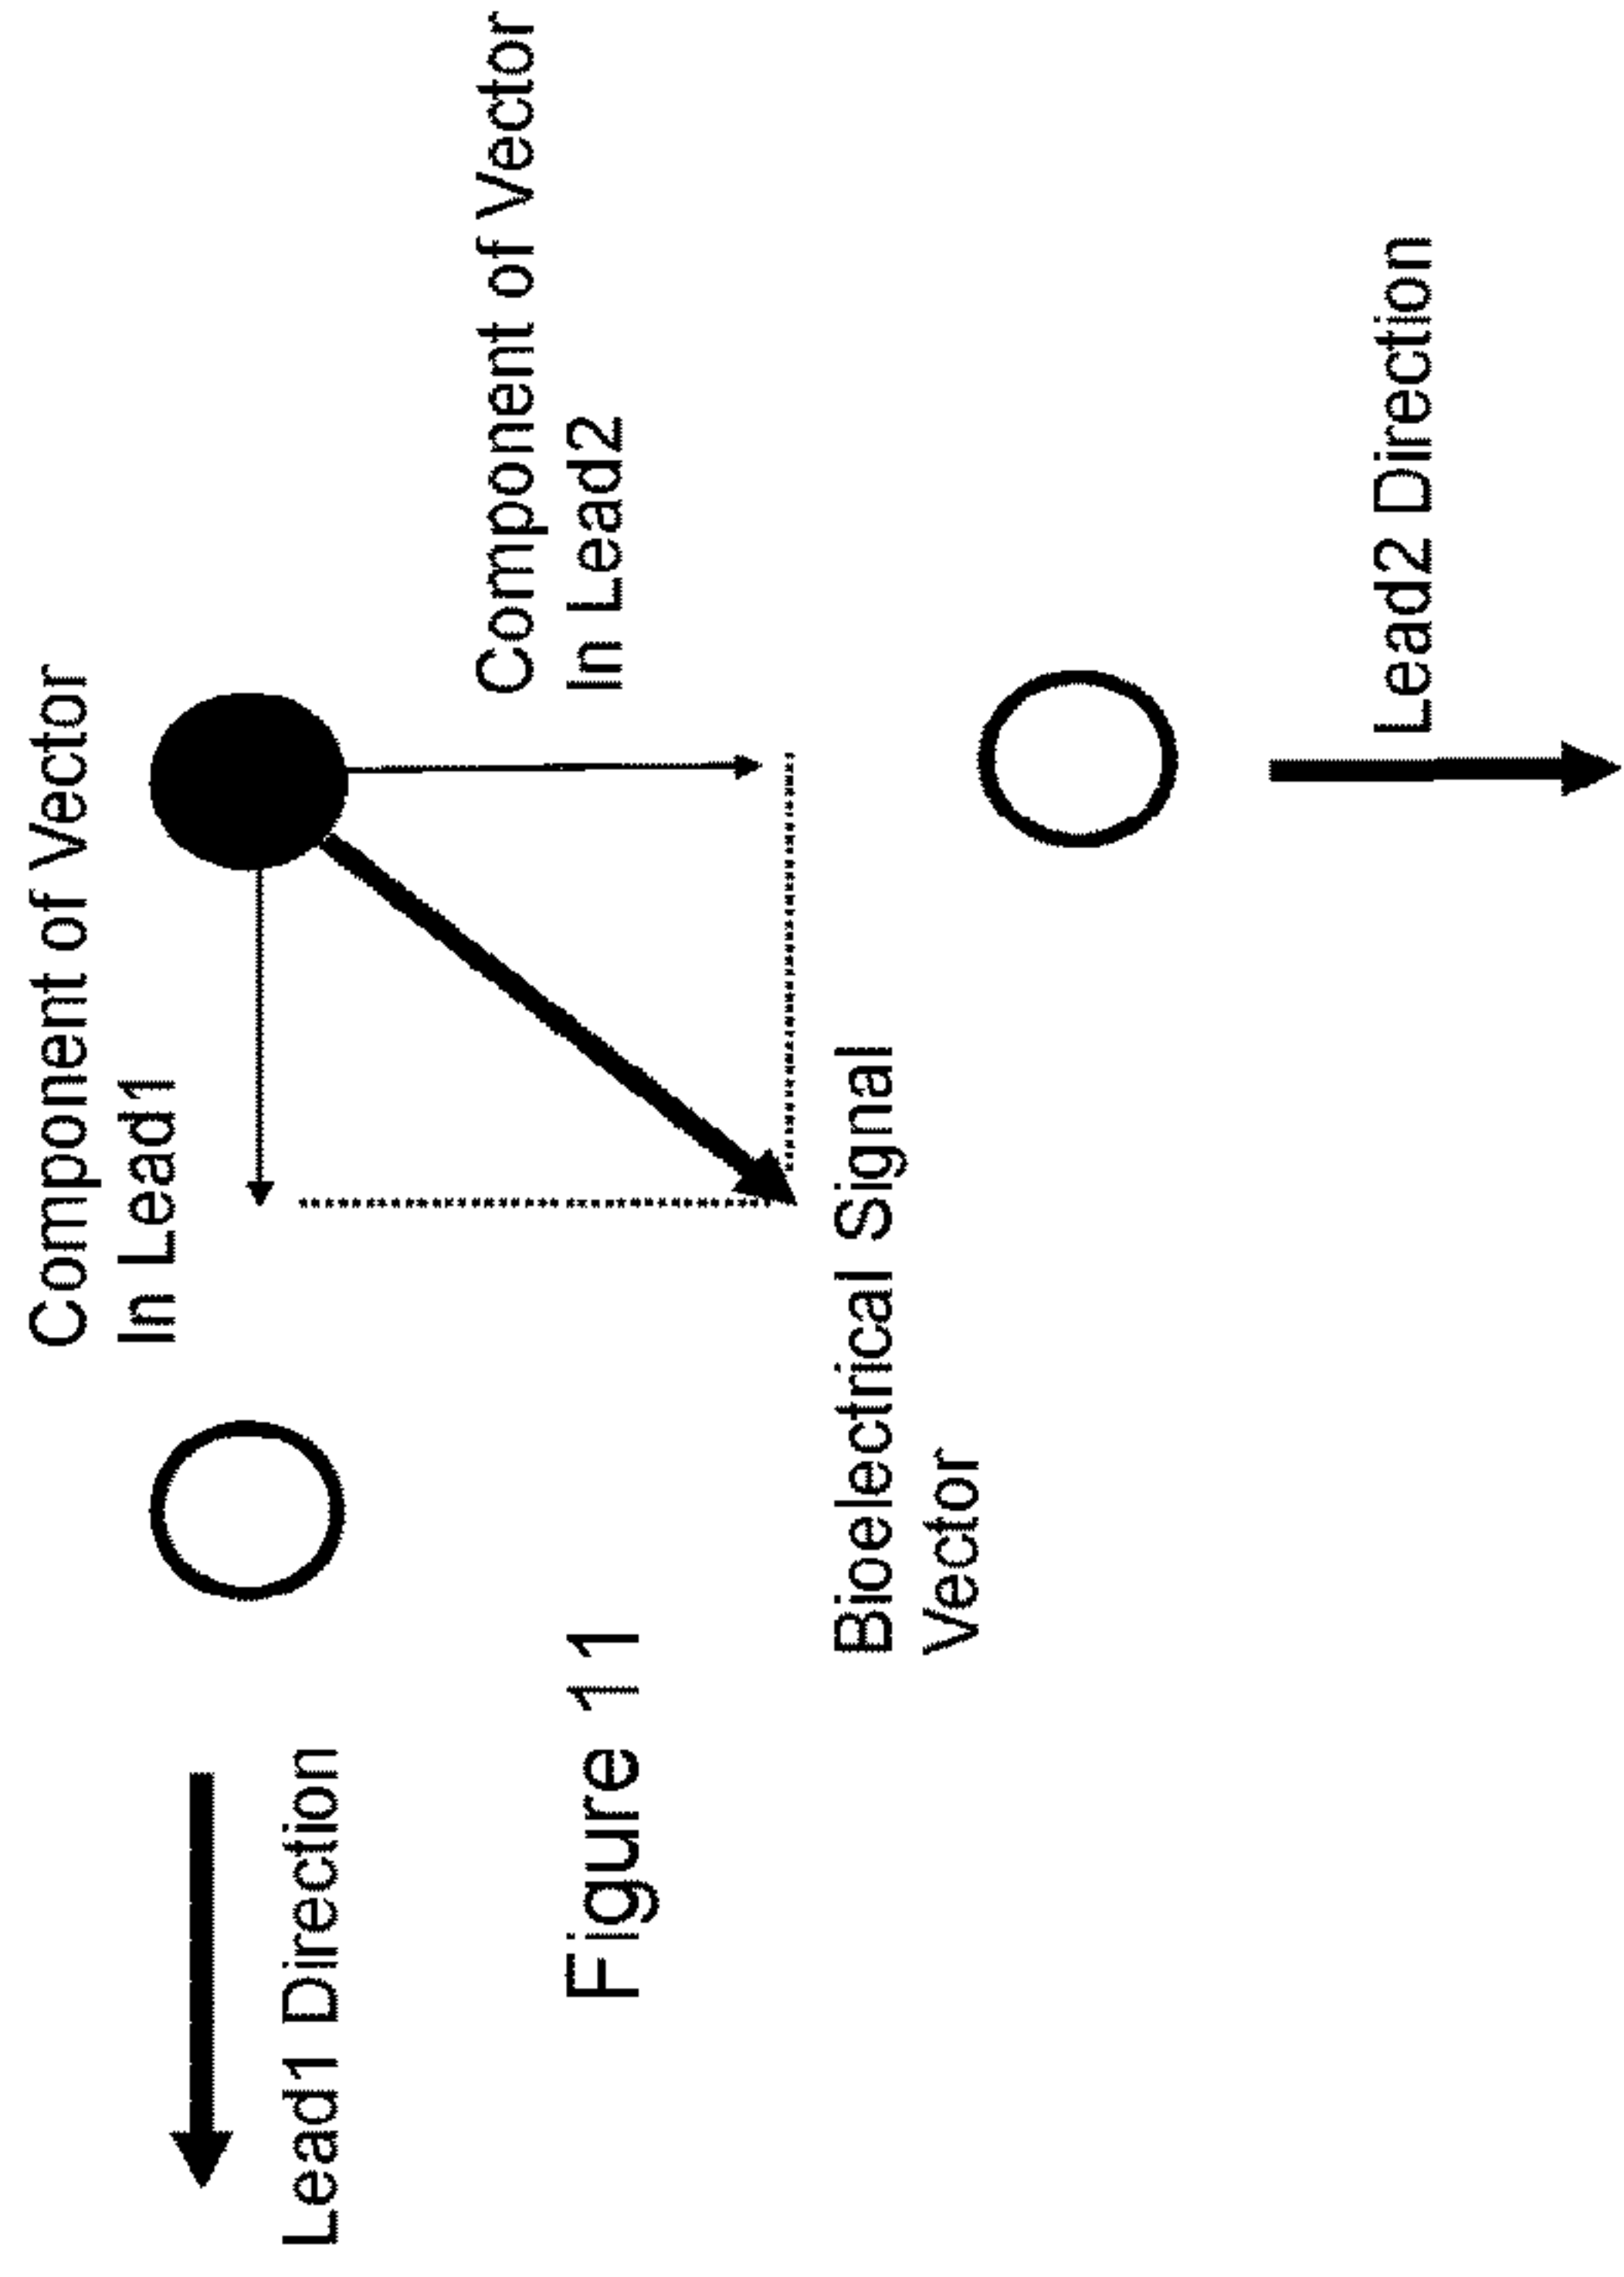 Component of Vector
In Lead1
Component of Vector
In Lead2
Lead1 Direction
Figure 11
Bioelectrical Signal
Vector
Lead2 Direction